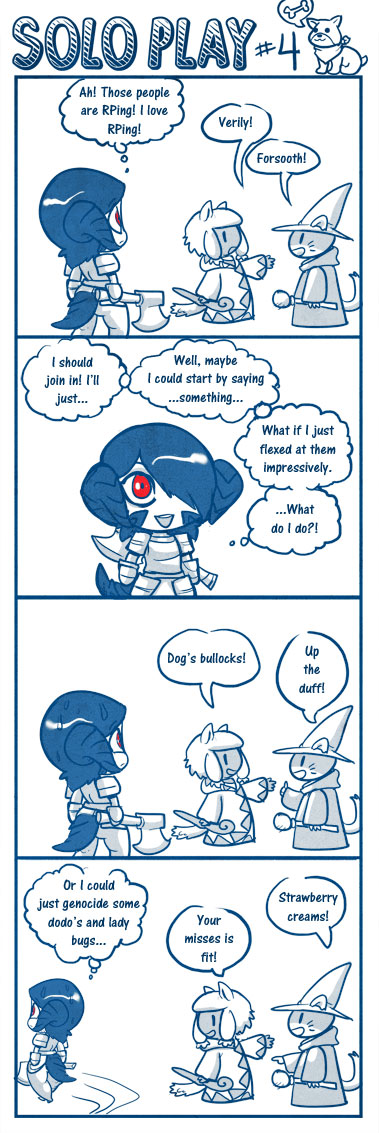 SOLO PLAY #4
Ah! Those people
are RPing! I love
RPing!
Verily!
Forsooth!
I should
join in! I'll
just...
Well, maybe
I could start by saying
...something...
What if I just
flexed at them
impressively.
...What
do I do?!
Dog's bullocks!
Up
the
duff!
Or I could
just genocide some
dodo's and lady
bugs...
Your
misses is
fit!
Strawberry
creams!